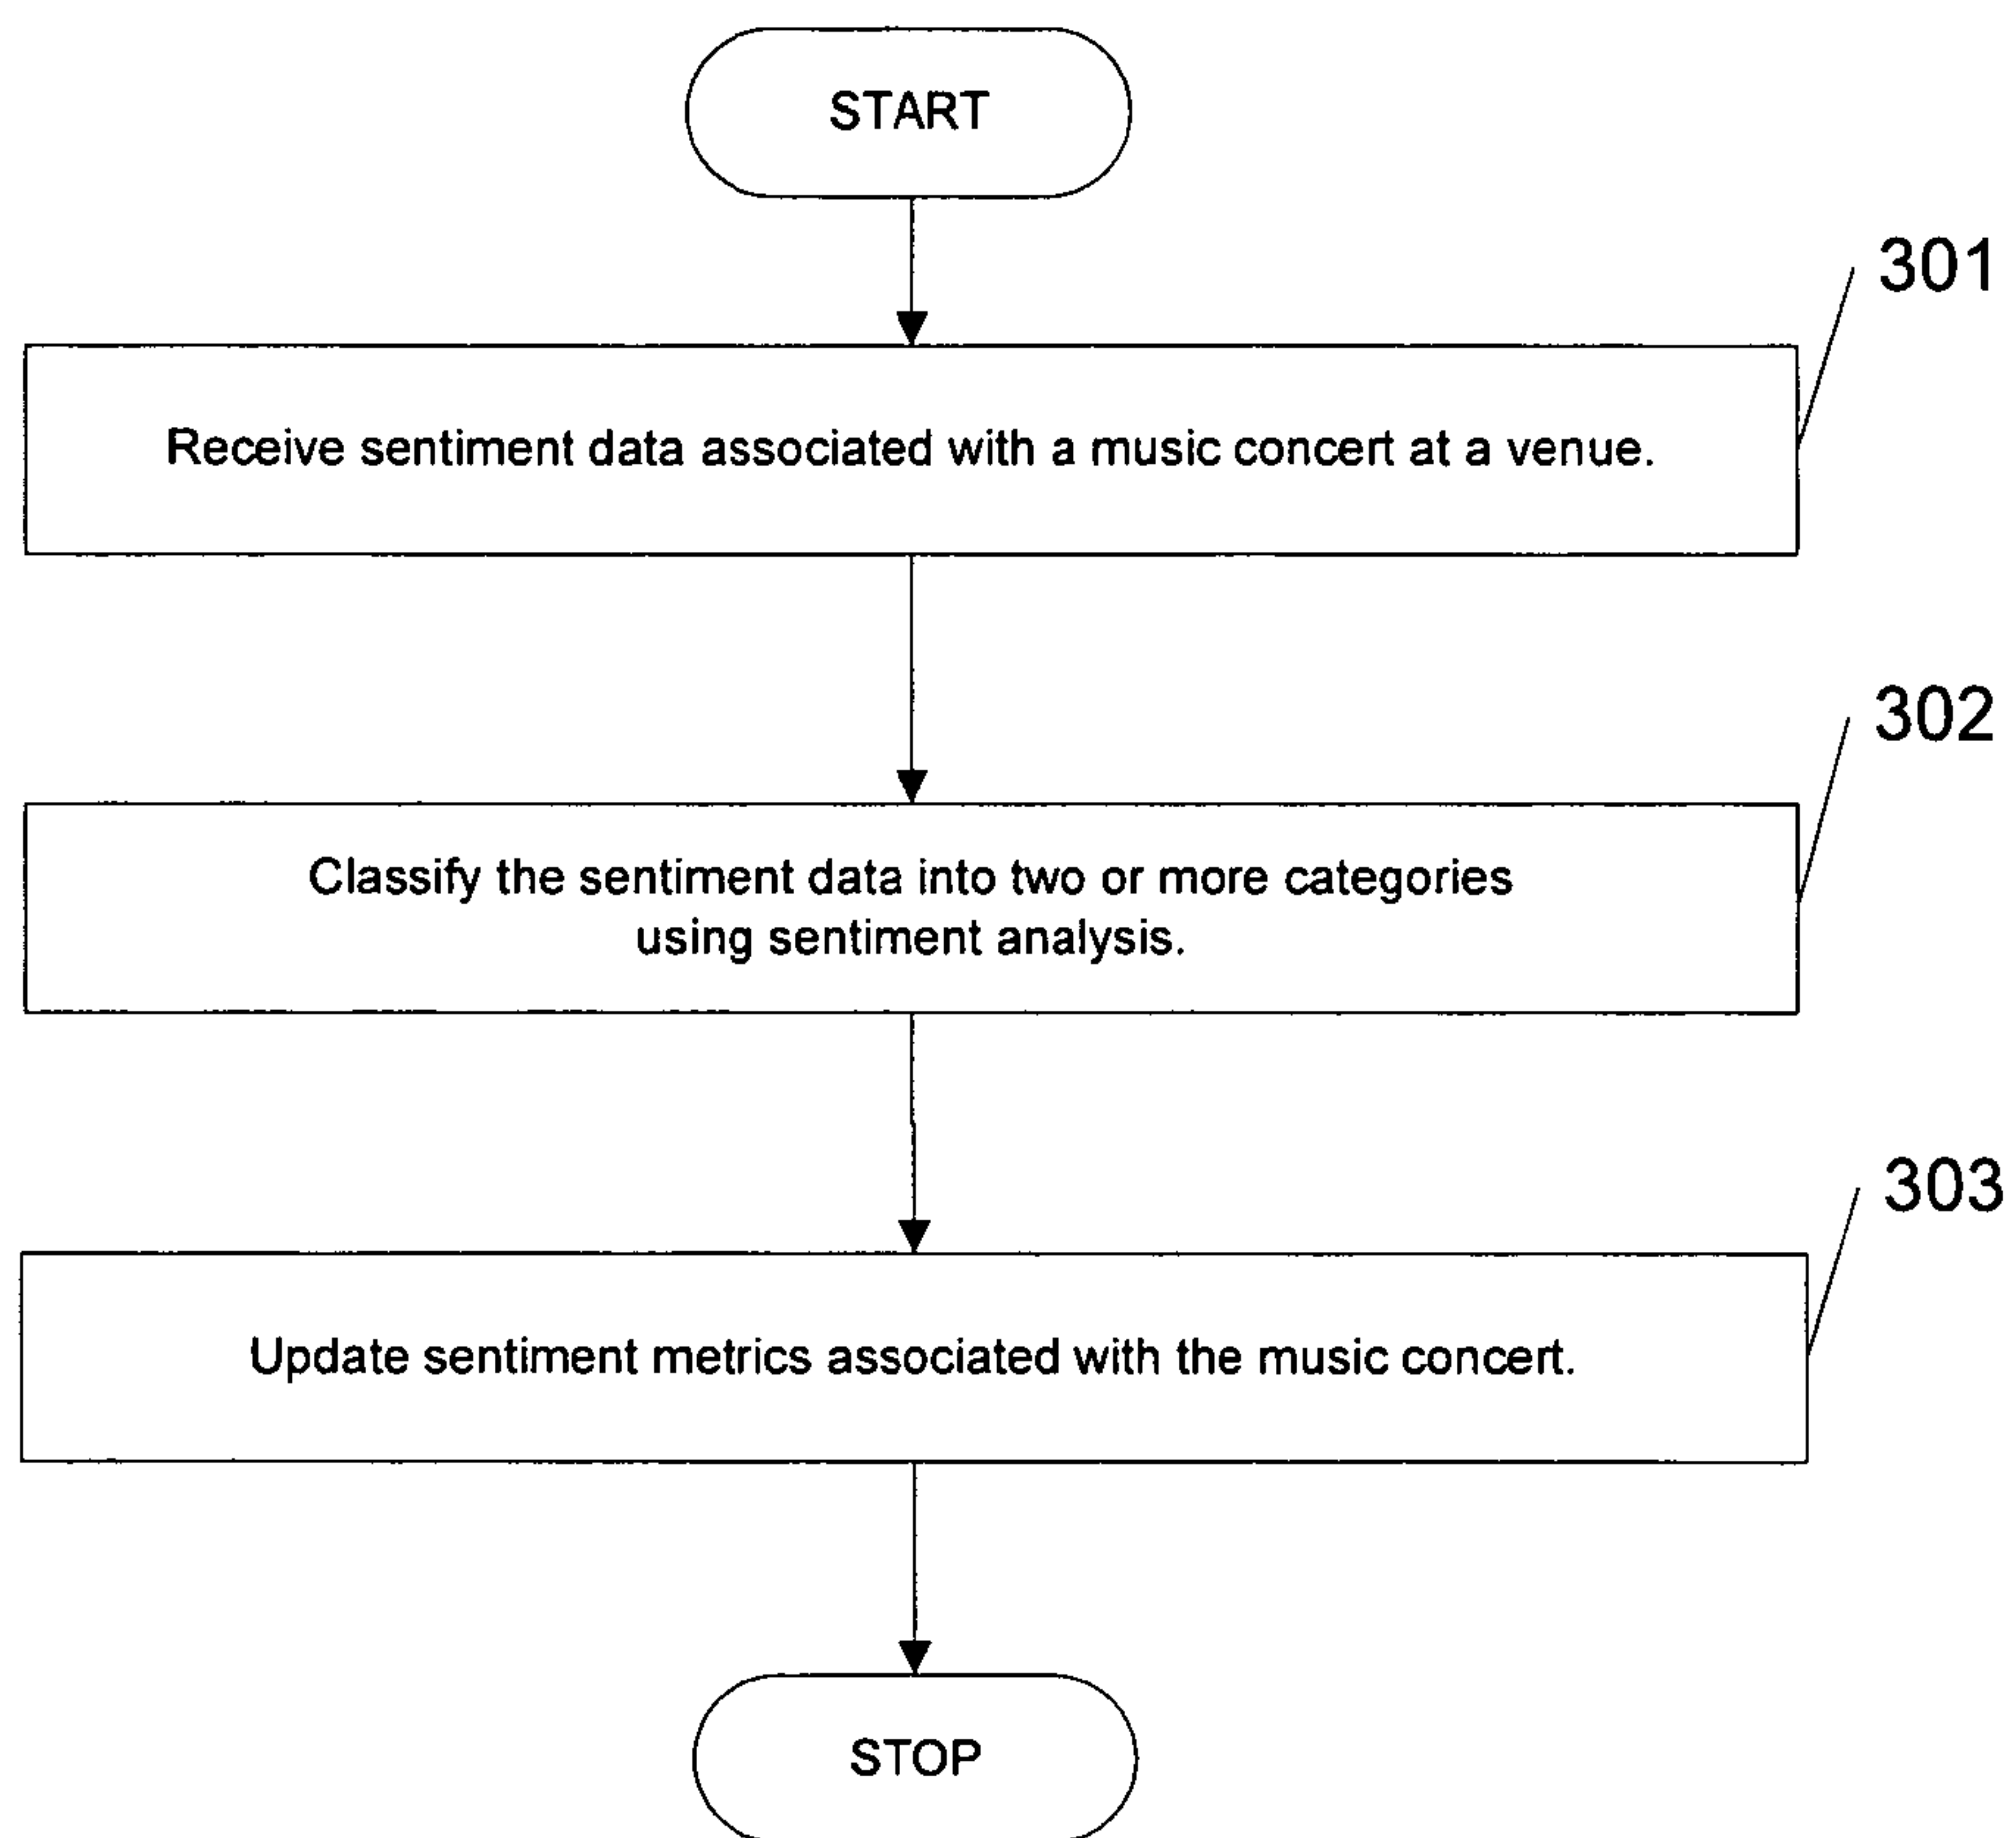 START
301
Receive sentiment data associated with a music concert at a venue.
302
Classify the sentiment data into two or more categories
using sentiment analysis.
303
Update sentiment metrics associated with the music concert.
STOP